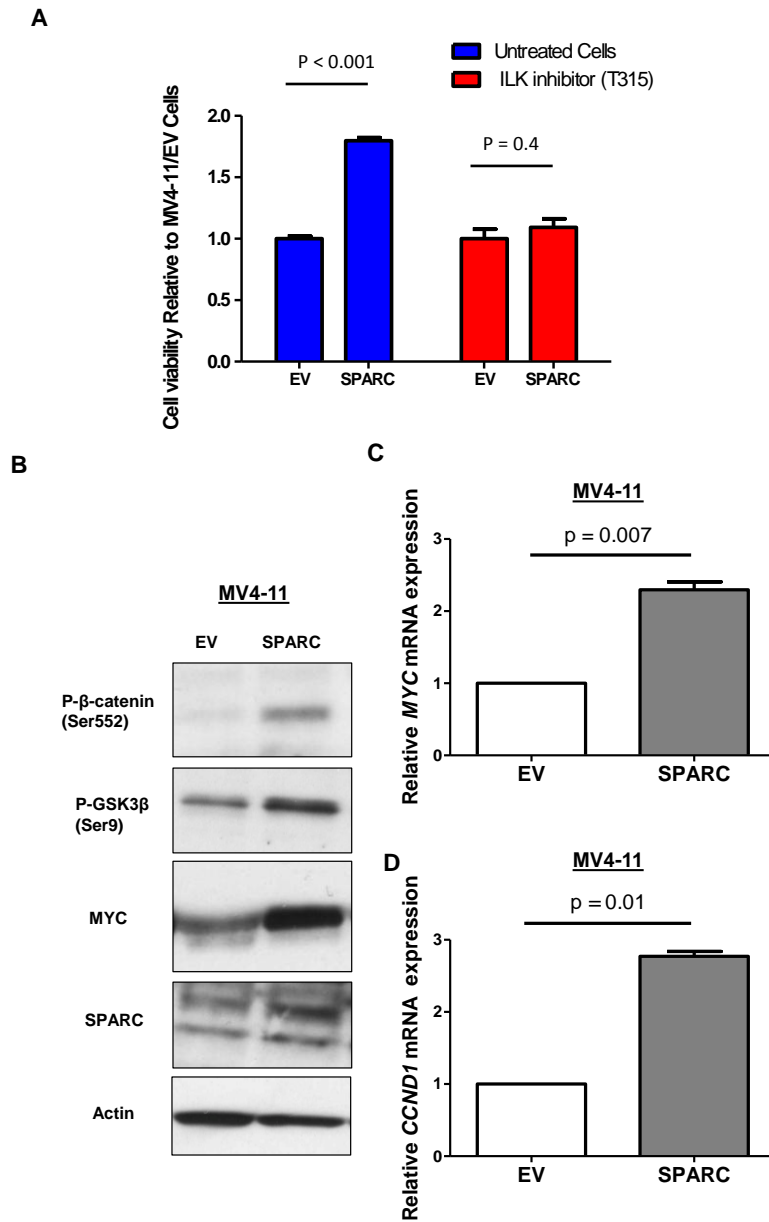 A
Untreated Cells
ILK inhibitor (T315)
P < 0.001
P = 0.4
Cell viability Relative to MV4-11/EV Cells
2.0
1.5
1.0
0.5
0.0
EV
SPARC
EV
SPARC
B
MV4-11
EV SPARC
P-β-catenin
(Ser552)
P-GSK3β
(Ser9)
MYC
SPARC
Actin
C
MV4-11
p = 0.007
Relative MYC mRNA expression
3
2
1
0
EV
SPARC
D
MV4-11
p = 0.01
Relative CCND1 mRNA expression
3
2
1
0
EV
SPARC